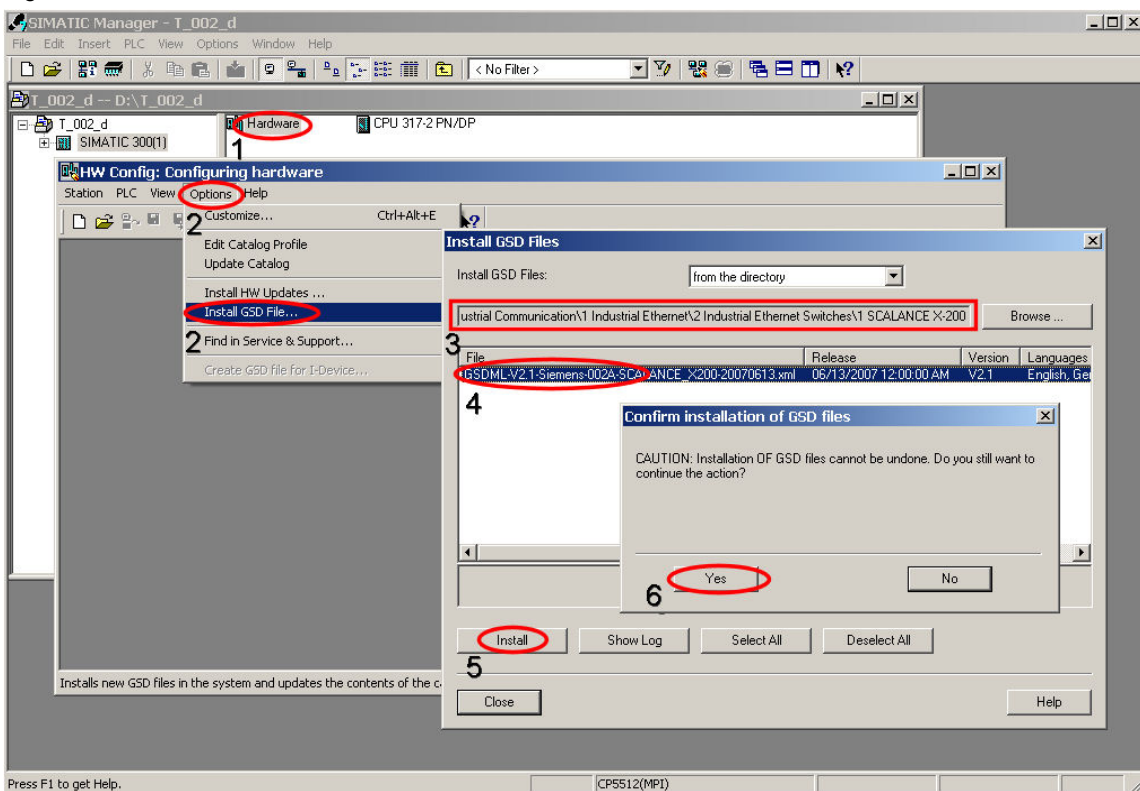 SIMATIC Manager - T_002_d
File Edit Insert PLC View Options Window Help
< No Filter >
T_002_d -- D:\T_002_d
T_002_d
SIMATIC 300(1)
Hardware
CPU 317-2 PN/DP
1
HW Config: Configuring hardware
Station PLC View Options Help
2
Customize... Ctrl+Alt+E
Edit Catalog Profile
Update Catalog
Install HW Updates ...
Install GSD File...
2
Find in Service & Support...
Create GSD file for I-Device...
Installs new GSD files in the system and updates the contents of the c
Install GSD Files
Install GSD Files: from the directory
ustrial Communication\1 Industrial Ethernet\2 Industrial Ethernet Switches\1 SCALANCE X-200
Browse ...
3
File Release Version Languages
GSDML-V2.1-Siemens-002A-SCALANCE_X200-20070613.xml 06/13/2007 12:00:00 AM V2.1 English, Ger
4
Confirm installation of GSD files
CAUTION: Installation OF GSD files cannot be undone. Do you still want to
continue the action?
Yes No
6
Install Show Log Select All Deselect All
5
Close Help
Press F1 to get Help.
CP5512(MPI)